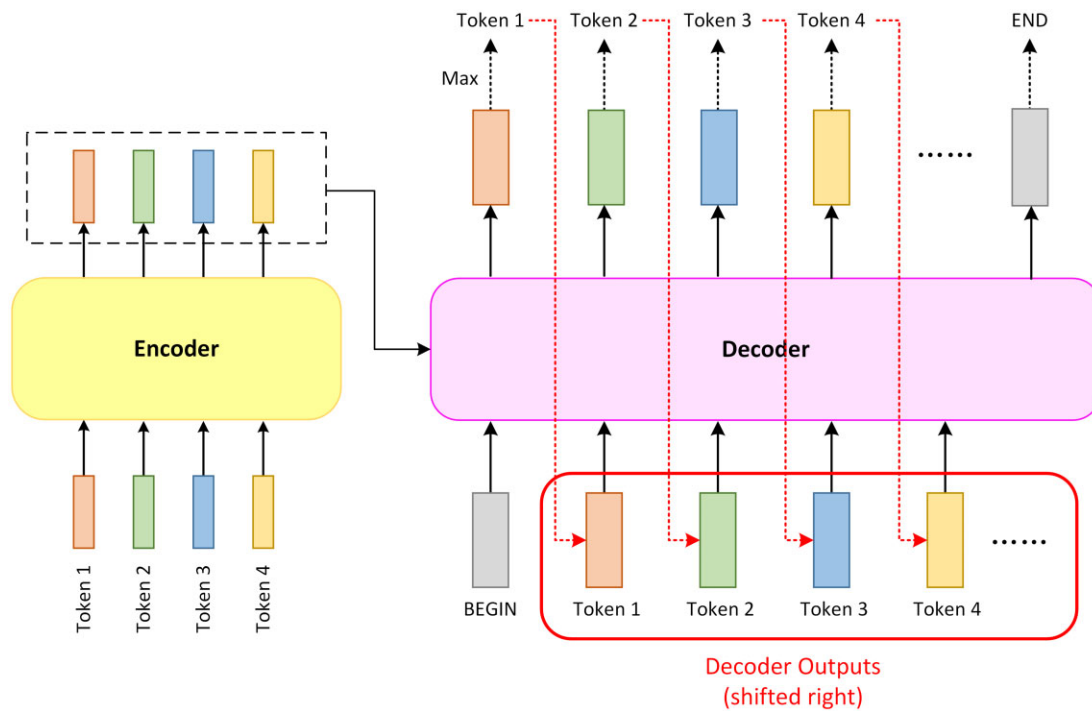 Token 1
Token 2
Token 3
Token 4
END
Max
......
Encoder
Decoder
......
Token 1
Token 2
Token 3
Token 4
BEGIN
Token 1
Token 2
Token 3
Token 4
Decoder Outputs
(shifted right)